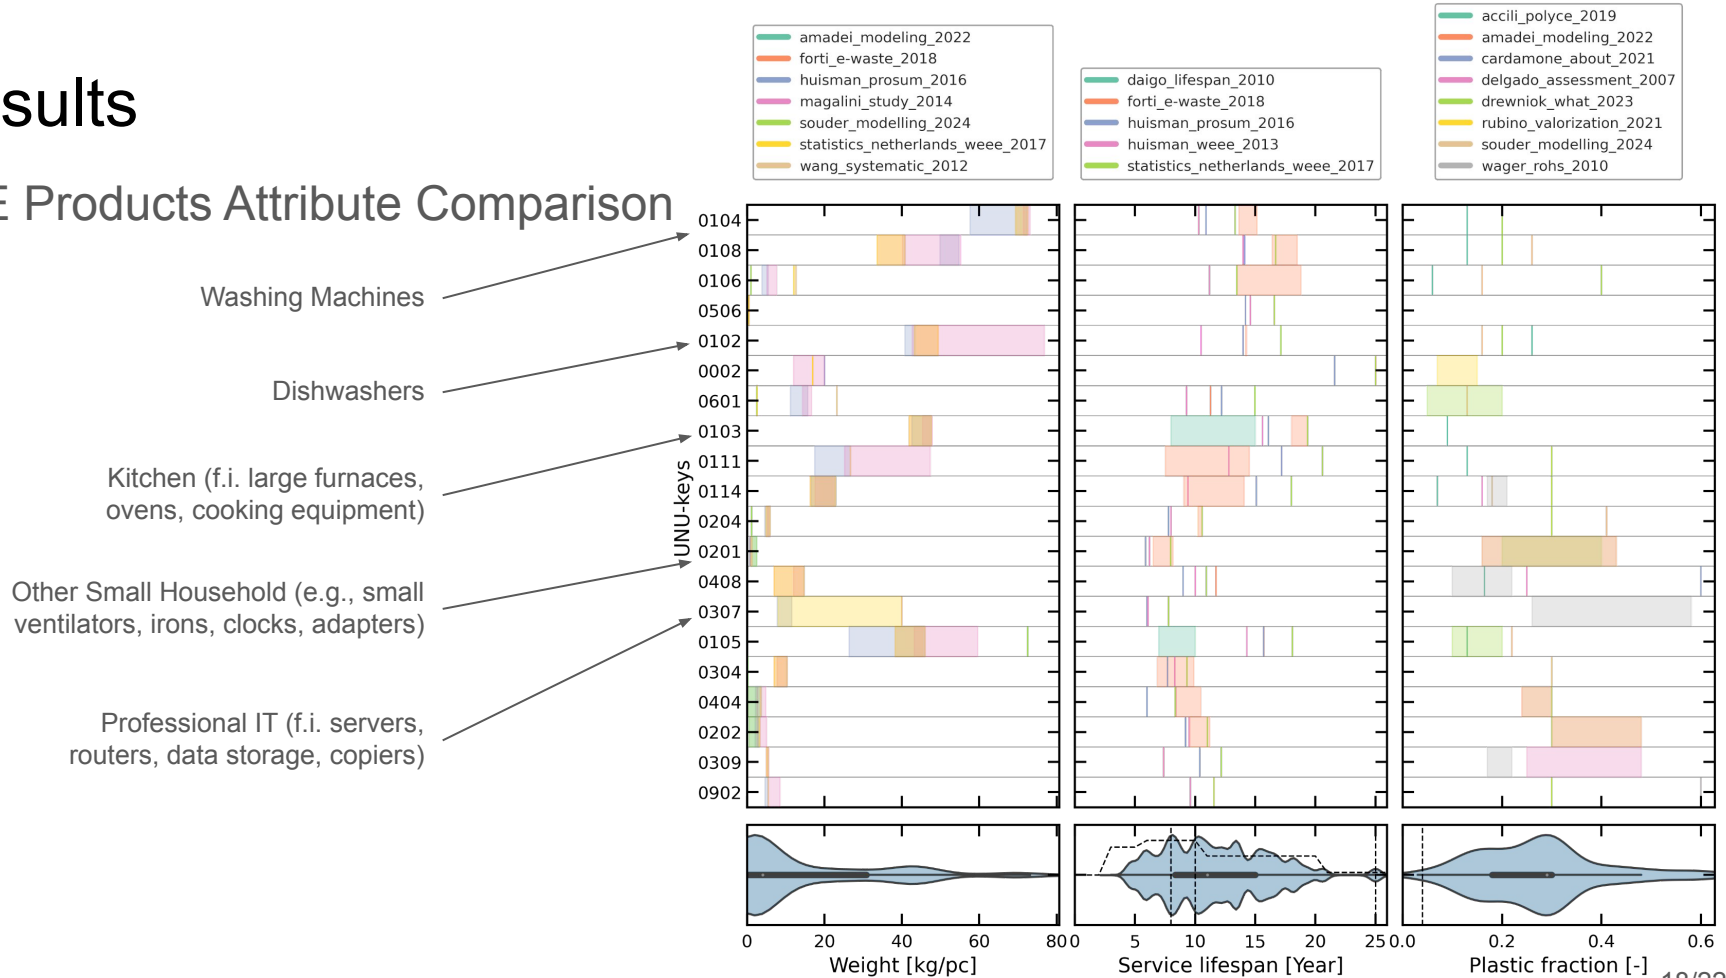 sults
E Products Attribute Comparison
Washing Machines
Dishwashers
Kitchen (f.i. large furnaces,
ovens, cooking equipment)
Other Small Household (e.g., small
ventilators, irons, clocks, adapters)
Professional IT (f.i. servers,
routers, data storage, copiers)
amadei_modeling_2022
forti_e-waste_2018
huisman_prosum_2016
magalini_study_2014
souder_modelling_2024
statistics_netherlands_weee_2017
wang_systematic_2012
daigo_lifespan_2010
forti_e-waste_2018
huisman_prosum_2016
huisman_weee_2013
statistics_netherlands_weee_2017
accili_polyce_2019
amadei_modeling_2022
cardamone_about_2021
delgado_assessment_2007
drewniok_what_2023
rubino_valorization_2021
souder_modelling_2024
wager_rohs_2010
UNU-keys
0104
0108
0106
0506
0102
0002
0601
0103
0111
0114
0204
0201
0408
0307
0105
0304
0404
0202
0309
0902
0 20 40 60 80
Weight [kg/pc]
0 5 10 15 20 25
Service lifespan [Year]
0.0 0.2 0.4 0.6
Plastic fraction [-]